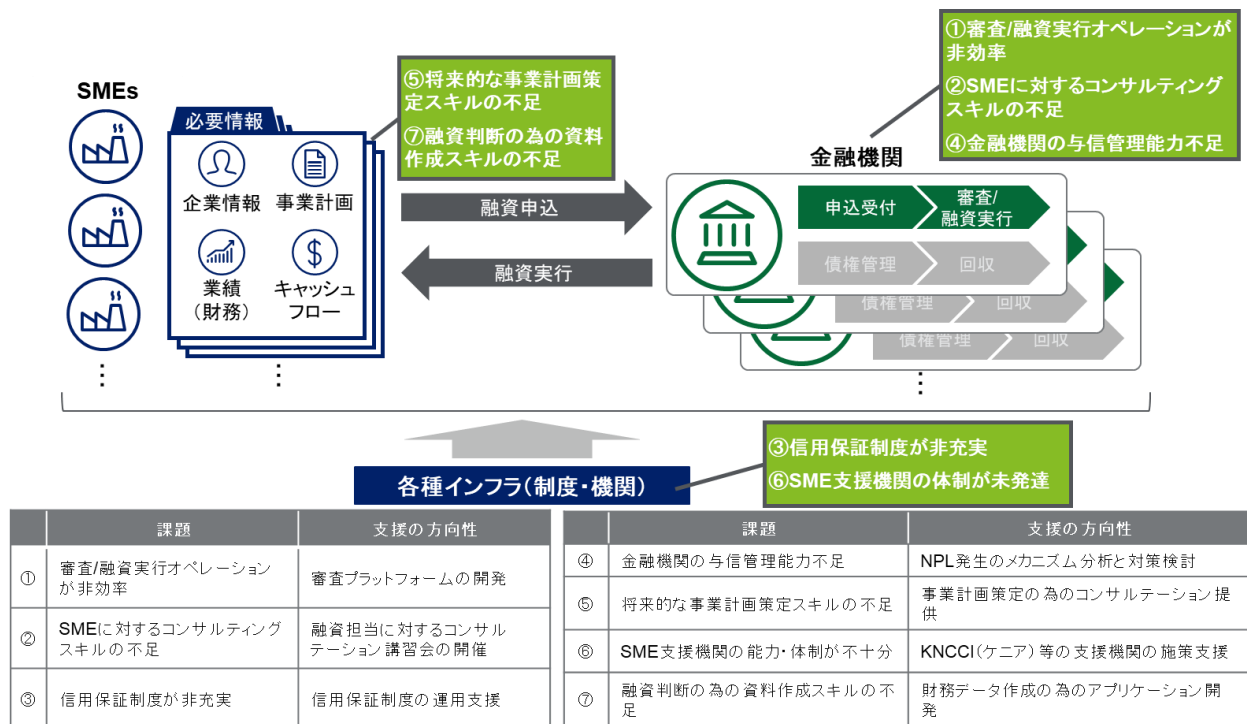 ①審査/融資実行オペレーションが
非効率
②SMEに対するコンサルティング
スキルの不足
④金融機関の与信管理能力不足
⑤将来的な事業計画策
定スキルの不足
⑦融資判断の為の資料
作成スキルの不足
SMEs
必要情報
企業情報
事業計画
業績
(財務)
キャッシュ
フロー
融資申込
融資実行
金融機関
申込受付
審査/
融資実行
債権管理
回収
債権管理
回収
債権管理
回収
③信用保証制度が非充実
⑥SME支援機関の体制が未発達
各種インフラ(制度・機関)
課題
支援の方向性
①
審査/融資実行オペレーション
が非効率
審査プラットフォームの開発
②
SMEに対するコンサルティング
スキルの不足
融資担当に対するコンサル
テーション講習会の開催
③
信用保証制度が非充実
信用保証制度の運用支援
課題
支援の方向性
④
金融機関の与信管理能力不足
NPL発生のメカニズム分析と対策検討
⑤
将来的な事業計画策定スキルの不足
事業計画策定の為のコンサルテーション提
供
⑥
SME支援機関の能力・体制が不十分
KNCCI(ケニア)等の支援機関の施策支援
⑦
融資判断の為の資料作成スキルの不
足
財務データ作成の為のアプリケーション開
発